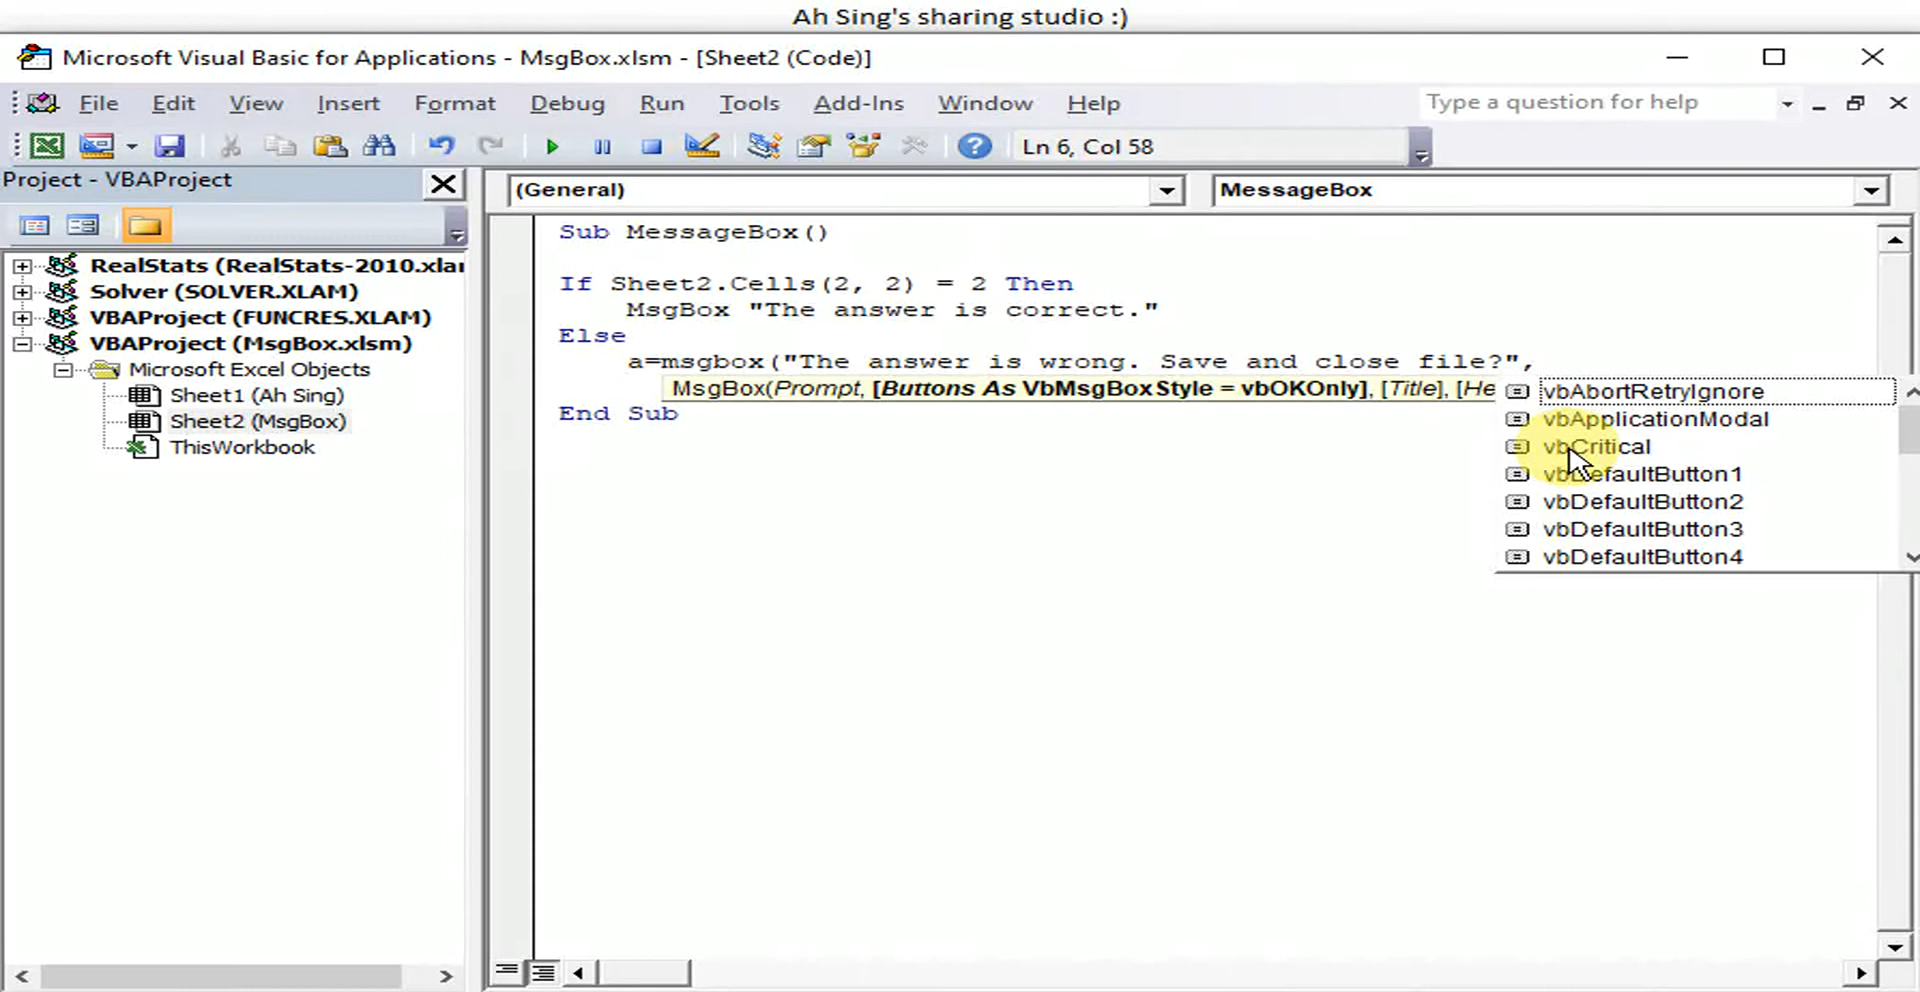 Ah Sing's sharing studio :)
Microsoft Visual Basic for Applications - MsgBox.xlsm - [Sheet2 (Code)]
File Edit View Insert Format Debug Run Tools Add-Ins Window Help Type a question for help
Ln 6, Col 58
Project - VBAProject
(General) MessageBox
RealStats (RealStats-2010.xlam
Solver (SOLVER.XLAM)
VBAProject (FUNCRES.XLAM)
VBAProject (MsgBox.xlsm)
Microsoft Excel Objects
Sheet1 (Ah Sing)
Sheet2 (MsgBox)
ThisWorkbook
Sub MessageBox()
If Sheet2.Cells(2, 2) = 2 Then
MsgBox "The answer is correct."
Else
a=msgbox("The answer is wrong. Save and close file?",
MsgBox(Prompt, [Buttons As VbMsgBoxStyle = vbOKOnly], [Title], [He
End Sub
vbAbortRetryIgnore
vbApplicationModal
vbCritical
vbDefaultButton1
vbDefaultButton2
vbDefaultButton3
vbDefaultButton4